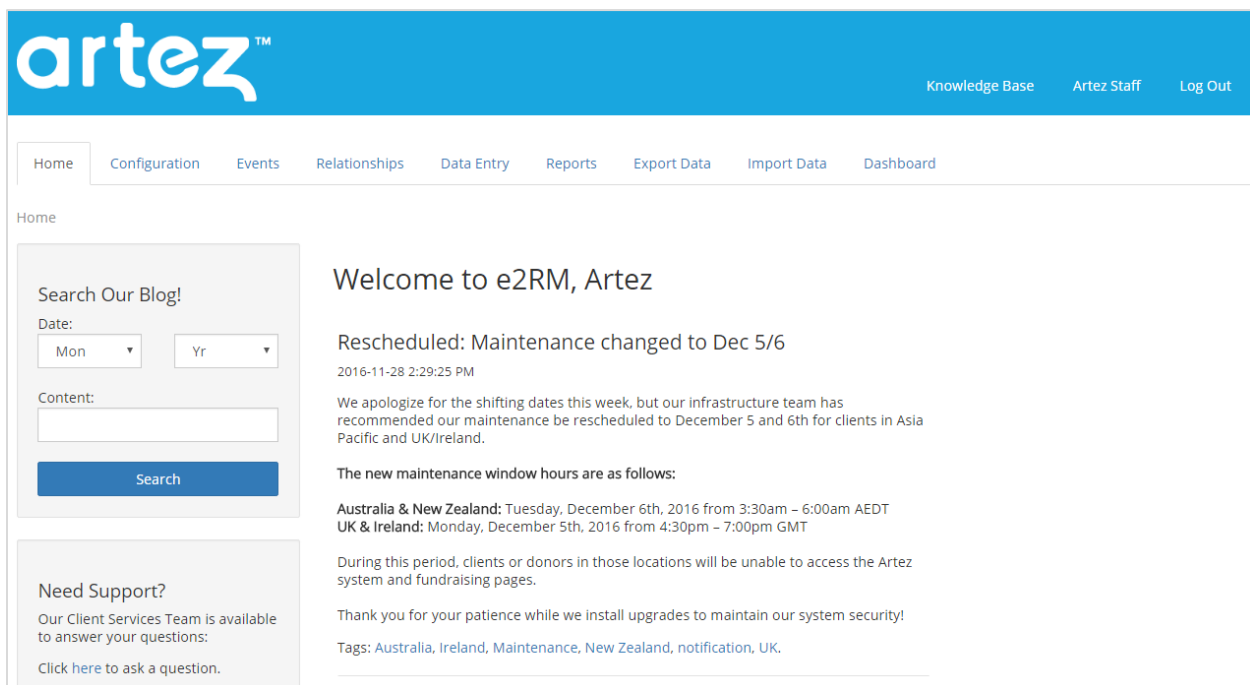 artez™
Knowledge Base Artez Staff Log Out
Home Configuration Events Relationships Data Entry Reports Export Data Import Data Dashboard
Home
Search Our Blog!
Date:
Mon Yr
Content:
Search
Need Support?
Our Client Services Team is available
to answer your questions:
Click here to ask a question.
Welcome to e2RM, Artez
Rescheduled: Maintenance changed to Dec 5/6
2016-11-28 2:29:25 PM
We apologize for the shifting dates this week, but our infrastructure team has
recommended our maintenance be rescheduled to December 5 and 6th for clients in Asia
Pacific and UK/Ireland.
The new maintenance window hours are as follows:
Australia & New Zealand: Tuesday, December 6th, 2016 from 3:30am – 6:00am AEDT
UK & Ireland: Monday, December 5th, 2016 from 4:30pm – 7:00pm GMT
During this period, clients or donors in those locations will be unable to access the Artez
system and fundraising pages.
Thank you for your patience while we install upgrades to maintain our system security!
Tags: Australia, Ireland, Maintenance, New Zealand, notification, UK.